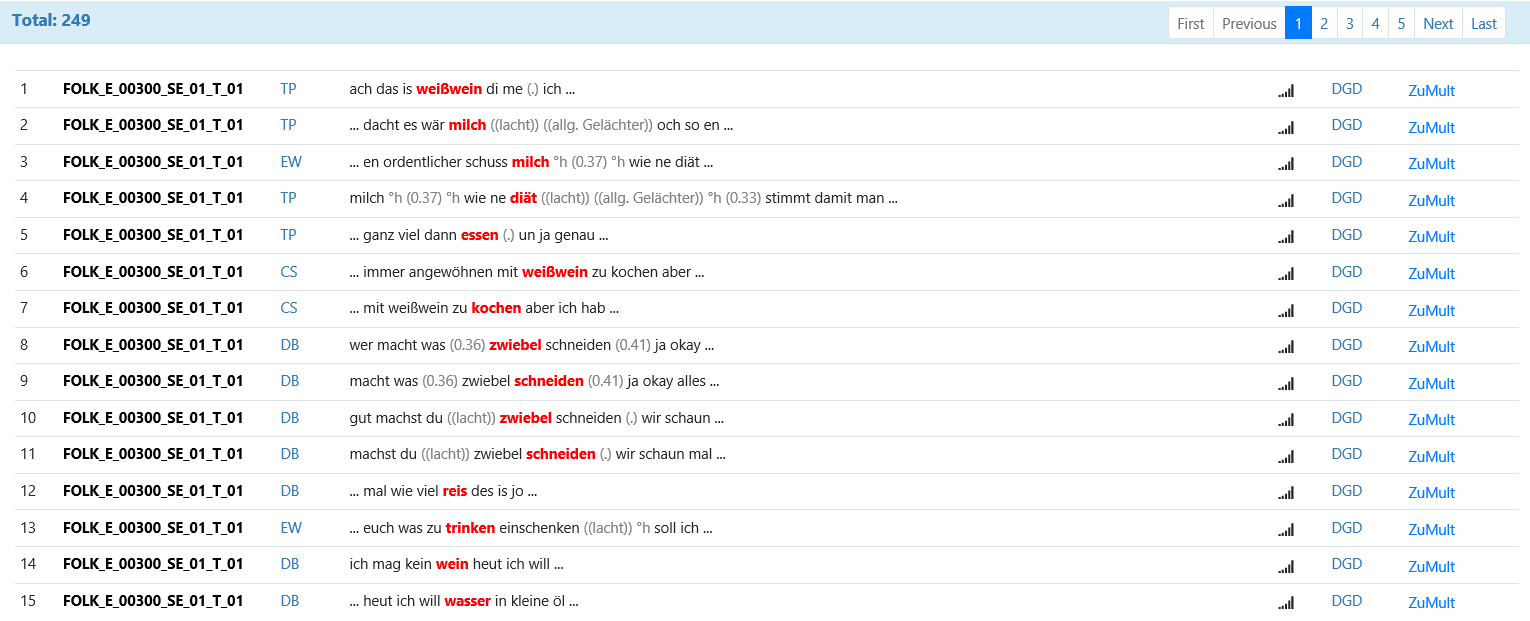 Total: 249 First Previous 1 2 3 4 5 Next Last
1 FOLK_E_00300_SE_01_T_01 TP ach das is weißwein di me (.) ich ... DGD ZuMult
2 FOLK_E_00300_SE_01_T_01 TP ... dacht es wär milch ((lacht)) ((allg. Gelächter)) och so en ... DGD ZuMult
3 FOLK_E_00300_SE_01_T_01 EW ... en ordentlicher schuss milch °h (0.37) °h wie ne diät ... DGD ZuMult
4 FOLK_E_00300_SE_01_T_01 TP milch °h (0.37) °h wie ne diät ((lacht)) ((allg. Gelächter)) °h (0.33) stimmt damit man ... DGD ZuMult
5 FOLK_E_00300_SE_01_T_01 TP ... ganz viel dann essen (.) un ja genau ... DGD ZuMult
6 FOLK_E_00300_SE_01_T_01 CS ... immer angewöhnen mit weißwein zu kochen aber ... DGD ZuMult
7 FOLK_E_00300_SE_01_T_01 CS ... mit weißwein zu kochen aber ich hab ... DGD ZuMult
8 FOLK_E_00300_SE_01_T_01 DB wer macht was (0.36) zwiebel schneiden (0.41) ja okay ... DGD ZuMult
9 FOLK_E_00300_SE_01_T_01 DB macht was (0.36) zwiebel schneiden (0.41) ja okay alles ... DGD ZuMult
10 FOLK_E_00300_SE_01_T_01 DB gut machst du ((lacht)) zwiebel schneiden (.) wir schaun ... DGD ZuMult
11 FOLK_E_00300_SE_01_T_01 DB machst du ((lacht)) zwiebel schneiden (.) wir schaun mal ... DGD ZuMult
12 FOLK_E_00300_SE_01_T_01 DB ... mal wie viel reis des is jo ... DGD ZuMult
13 FOLK_E_00300_SE_01_T_01 EW ... euch was zu trinken einschenken ((lacht)) °h soll ich ... DGD ZuMult
14 FOLK_E_00300_SE_01_T_01 DB ich mag kein wein heut ich will ... DGD ZuMult
15 FOLK_E_00300_SE_01_T_01 DB ... heut ich will wasser in kleine öl ... DGD ZuMult